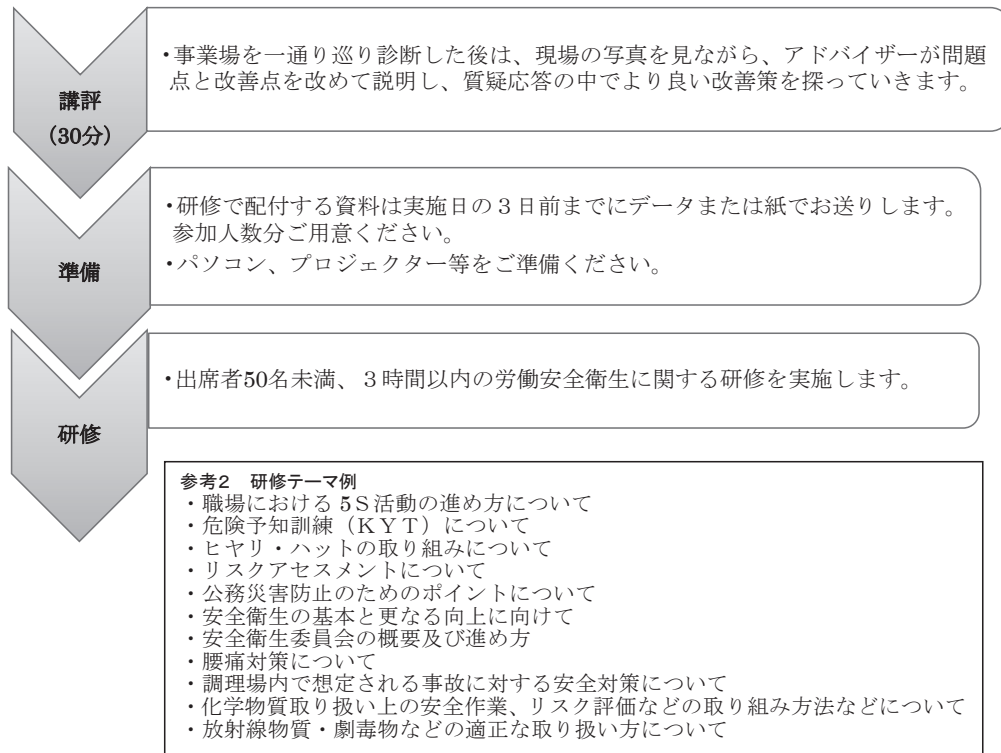 講評
(30分)
・事業場を一通り巡り診断した後は、現場の写真を見ながら、アドバイザーが問題
点と改善点を改めて説明し、質疑応答の中でより良い改善策を探っていきます。
準備
・研修で配付する資料は実施日の３日前までにデータまたは紙でお送りします。
参加人数分ご用意ください。
・パソコン、プロジェクター等をご準備ください。
研修
・出席者50名未満、３時間以内の労働安全衛生に関する研修を実施します。
参考2　研修テーマ例
・職場における 5Ｓ活動の進め方について
・危険予知訓練（ＫＹＴ）について
・ヒヤリ・ハットの取り組みについて
・リスクアセスメントについて
・公務災害防止のためのポイントについて
・安全衛生の基本と更なる向上に向けて
・安全衛生委員会の概要及び進め方
・腰痛対策について
・調理場内で想定される事故に対する安全対策について
・化学物質取り扱い上の安全作業、リスク評価などの取り組み方法などについて
・放射線物質・劇毒物などの適正な取り扱い方について